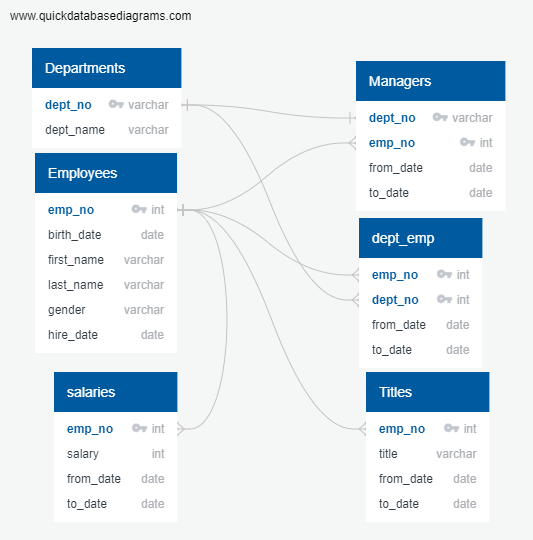 www.quickdatabasediagrams.com
Departments
dept_no varchar
dept_name varchar
Employees
emp_no int
birth_date date
first_name varchar
last_name varchar
gender varchar
hire_date date
salaries
emp_no int
salary int
from_date date
to_date date
Managers
dept_no varchar
emp_no int
from_date date
to_date date
dept_emp
emp_no int
dept_no int
from_date date
to_date date
Titles
emp_no int
title varchar
from_date date
to_date date